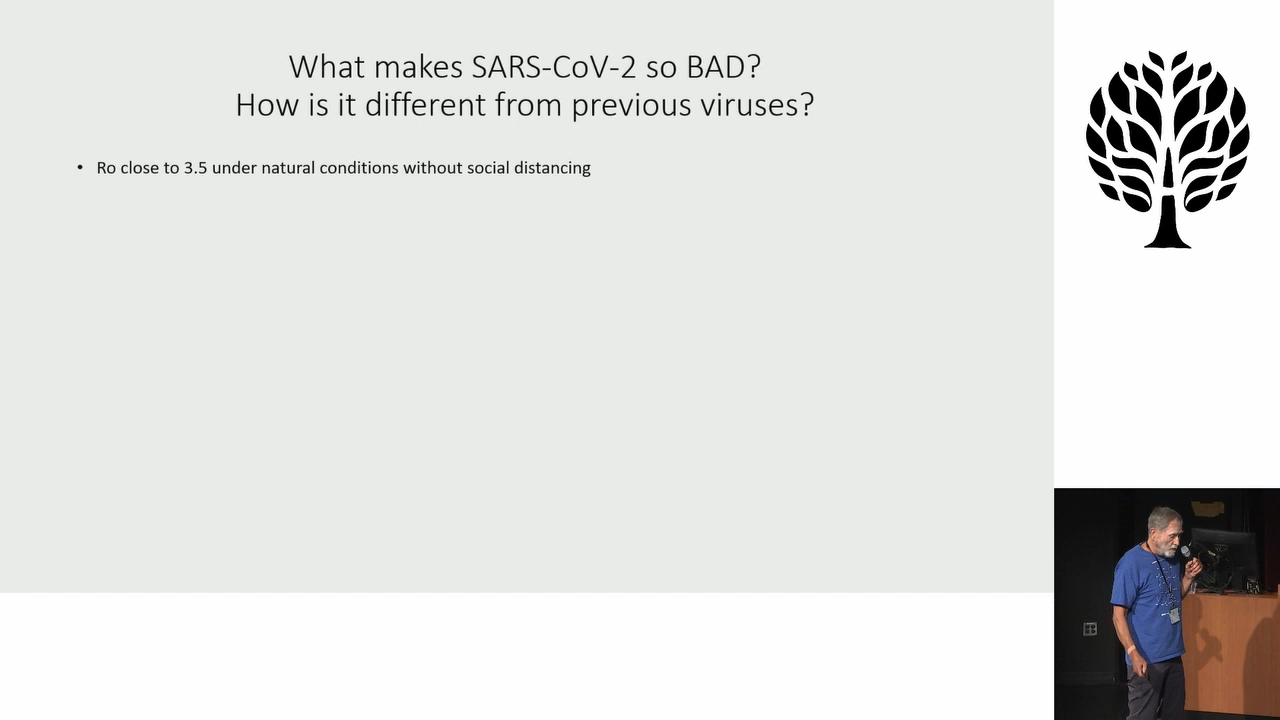 What makes SARS-CoV-2 so BAD?
How is it different from previous viruses?
• Ro close to 3.5 under natural conditions without social distancing